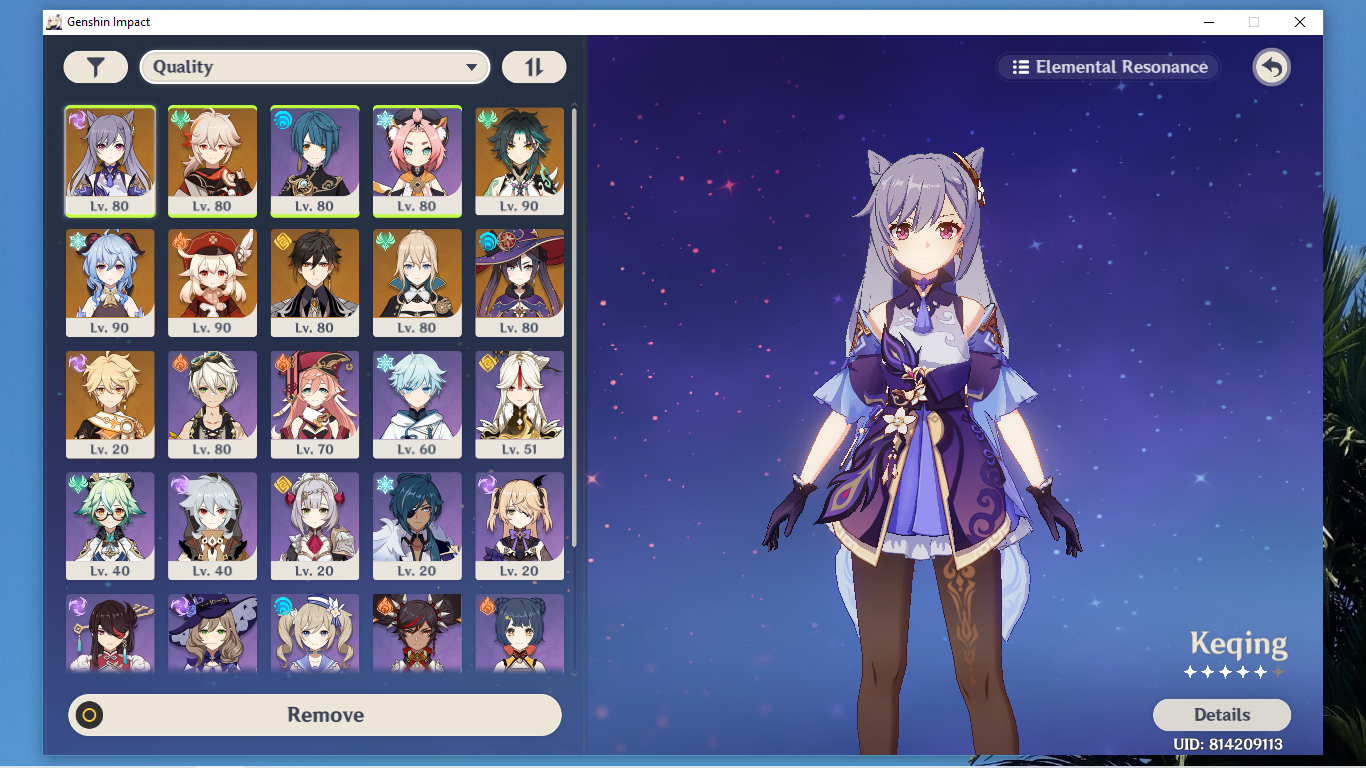 Genshin Impact
Quality
Elemental Resonance
Lv. 80
Lv. 80
Lv. 80
Lv. 80
Lv. 90
Lv. 90
Lv. 90
Lv. 80
Lv. 80
Lv. 80
Lv. 20
Lv. 80
Lv. 70
Lv. 60
Lv. 51
Lv. 40
Lv. 40
Lv. 20
Lv. 20
Lv. 20
Keqing
Remove
Details
UID: 814209113